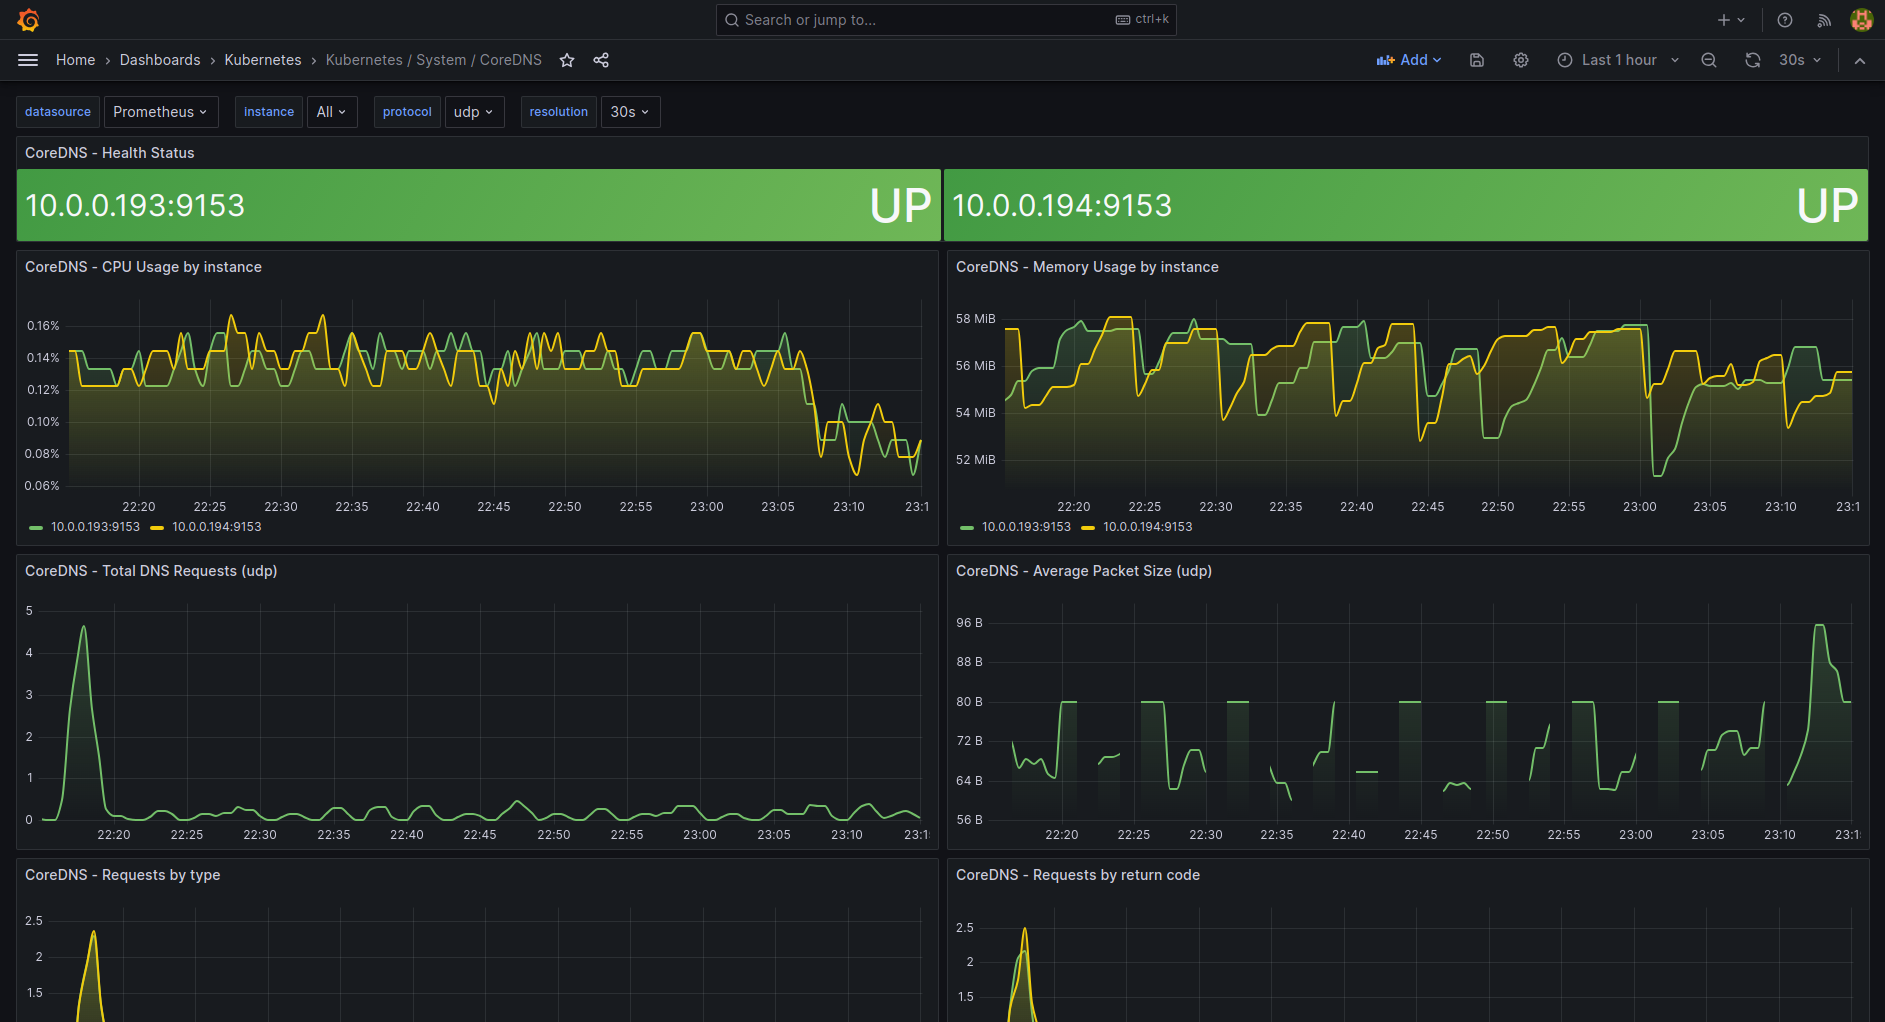 Search or jump to... ctrl+k
Home › Dashboards › Kubernetes › Kubernetes / System / CoreDNS Add Last 1 hour 30s
datasource Prometheus instance All protocol udp resolution 30s
CoreDNS - Health Status
10.0.0.193:9153 UP 10.0.0.194:9153 UP
CoreDNS - CPU Usage by instance
0.16%
0.14%
0.12%
0.10%
0.08%
0.06%
22:20 22:25 22:30 22:35 22:40 22:45 22:50 22:55 23:00 23:05 23:10 23:1
10.0.0.193:9153 10.0.0.194:9153
CoreDNS - Memory Usage by instance
58 MiB
56 MiB
54 MiB
52 MiB
22:20 22:25 22:30 22:35 22:40 22:45 22:50 22:55 23:00 23:05 23:10 23:1
10.0.0.193:9153 10.0.0.194:9153
CoreDNS - Total DNS Requests (udp)
5
4
3
2
1
0
22:20 22:25 22:30 22:35 22:40 22:45 22:50 22:55 23:00 23:05 23:10 23:1
CoreDNS - Average Packet Size (udp)
96 B
88 B
80 B
72 B
64 B
56 B
22:20 22:25 22:30 22:35 22:40 22:45 22:50 22:55 23:00 23:05 23:10 23:1
CoreDNS - Requests by type
2.5
2
1.5
CoreDNS - Requests by return code
2.5
2
1.5